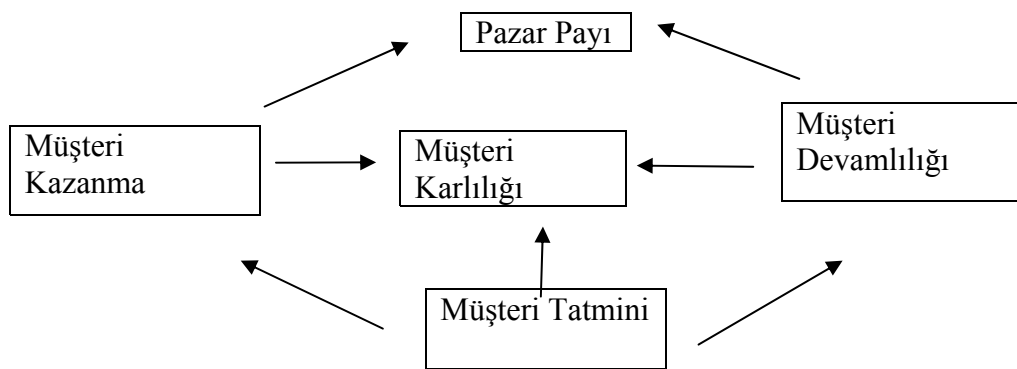 Pazar Payı
Müşteri
Kazanma
Müşteri
Karlılığı
Müşteri
Devamlılığı
Müşteri Tatmini